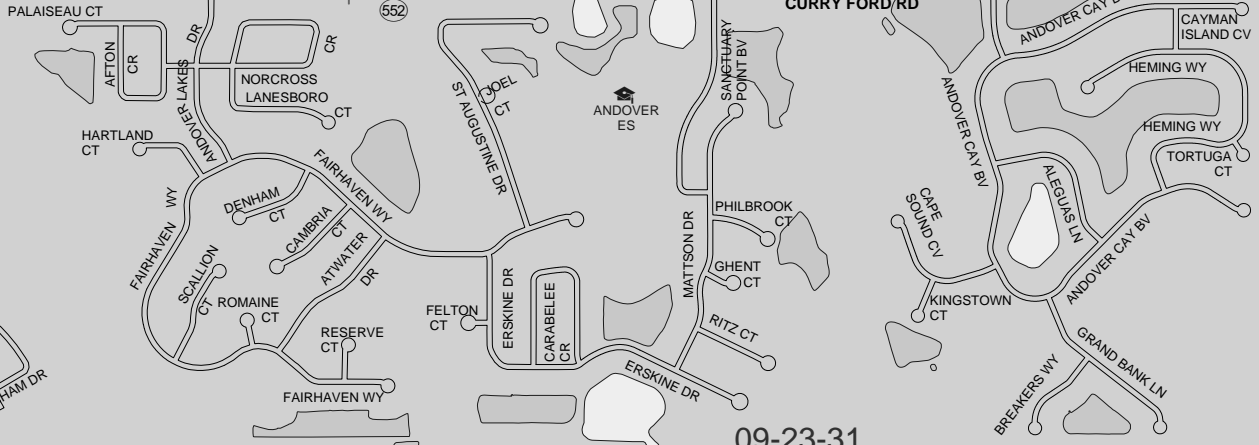 PALAISEAU CT
552
CURRY FORD RD
ANDOVER CAY B
CAYMAN
ISLAND CV
AFTON
CR
DR
CR
NORCROSS
LANESBORO
CT
ANDOVER LAKES
HARTLAND
CT
JOEL
CT
ST AUGUSTINE DR
ANDOVER
ES
SANCTUARY
POINT BV
ANDOVER CAY BV
HEMING WY
HEMING WY
TORTUGA
CT
FAIRHAVEN WY
DENHAM
CT
CAMBRIA
CT
ATWATER
DR
FAIRHAVEN
WY
SCALLION
CT
ROMAINE
CT
RESERVE
CT
FAIRHAVEN WY
HAM DR
FELTON
CT
ERSKINE DR
CARABELEE
CR
ERSKINE DR
MATTSON DR
PHILBROOK
CT
GHENT
CT
RITZ CT
CAPE
SOUND CV
ALEGUAS LN
ANDOVER CAY BV
KINGSTOWN
CT
GRAND BANK LN
BREAKERS WY
09-23-31